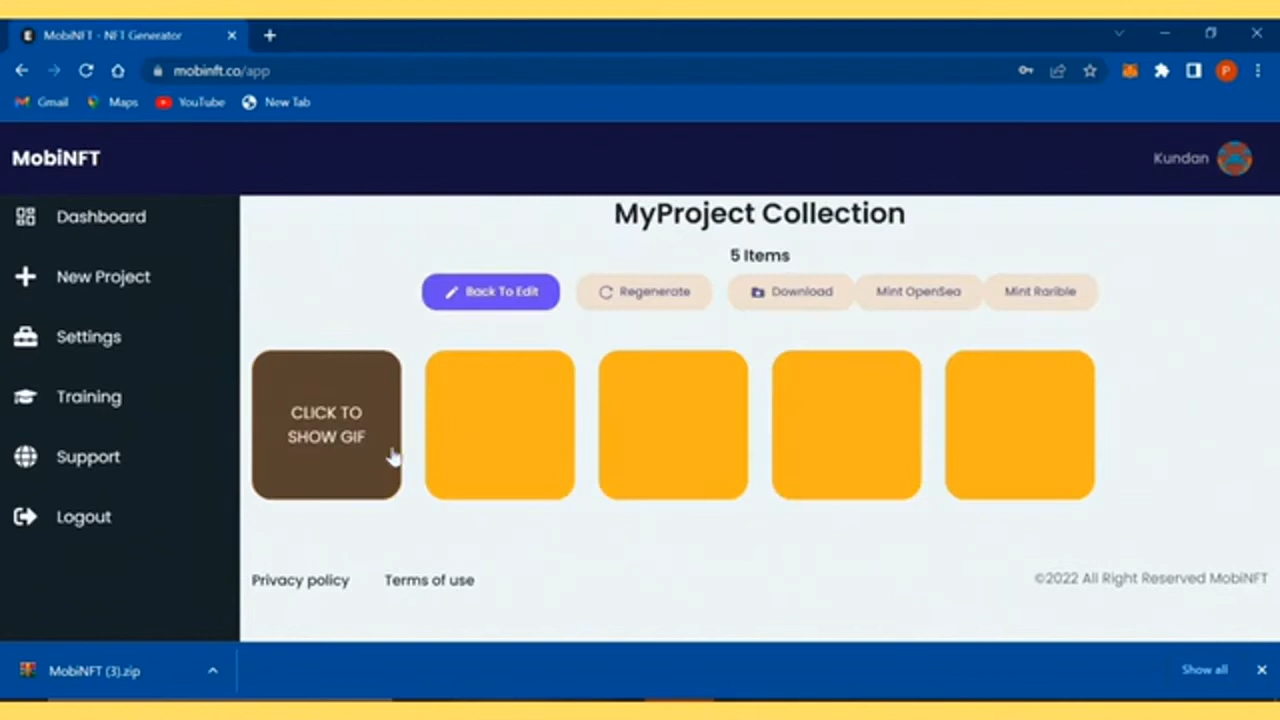 MobiNFT - NFT Generator
mobinft.co/app
Gmail Maps YouTube New Tab
MobiNFT
Kundan
Dashboard
New Project
Settings
Training
Support
Logout
MyProject Collection
5 Items
Back To Edit Regenerate Download Mint OpenSea Mint Rarible
CLICK TO
SHOW GIF
Privacy policy Terms of use
©2022 All Right Reserved MobiNFT
MobiNFT (3).zip
Show all
P